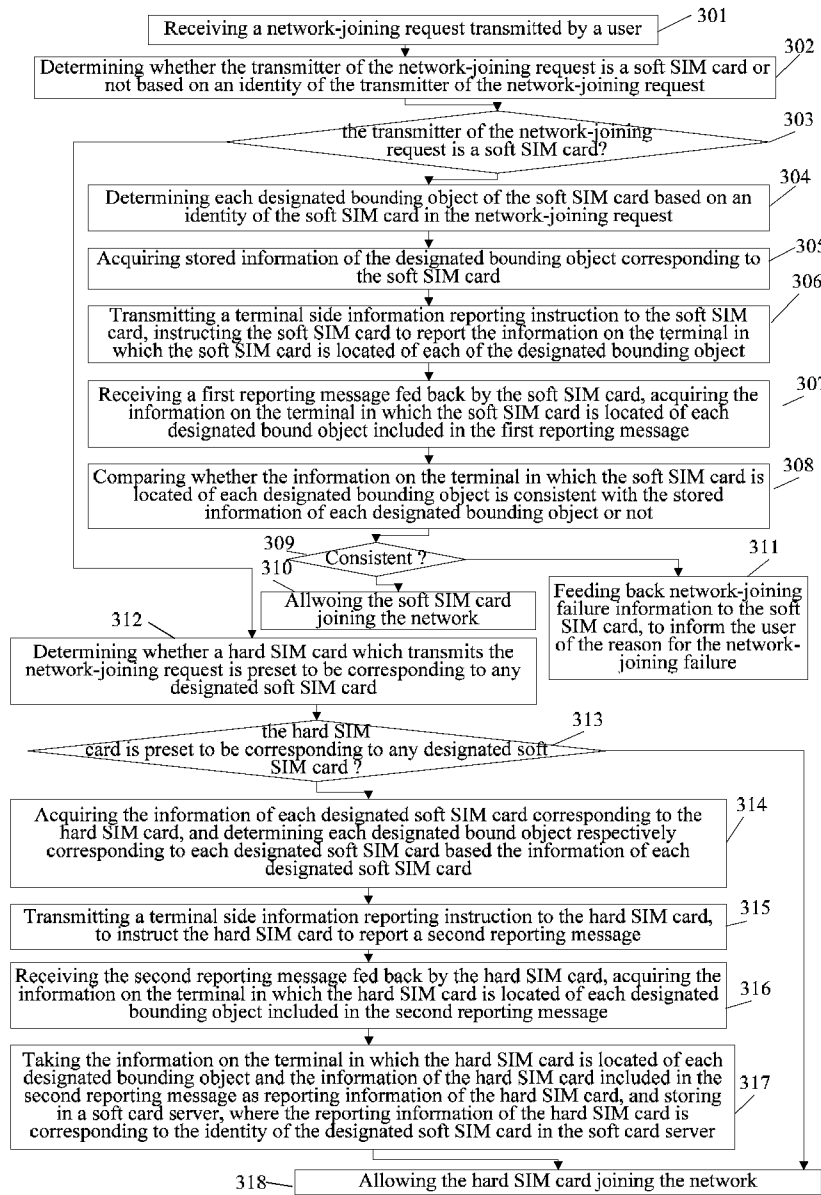 Receiving a network-joining request transmitted by a user
301
302
Determining whether the transmitter of the network-joining request is a soft SIM card or
not based on an identity of the transmitter of the network-joining request
the transmitter of the network-joining
request is a soft SIM card?
303
304
Determining each designated bounding object of the soft SIM card based on an
identity of the soft SIM card in the network-joining request
305
Acquiring stored information of the designated bounding object corresponding to
the soft SIM card
306
Transmitting a terminal side information reporting instruction to the soft SIM
card, instructing the soft SIM card to report the information on the terminal in
which the soft SIM card is located of each of the designated bounding object
307
Receiving a first reporting message fed back by the soft SIM card, acquiring the
information on the terminal in which the soft SIM card is located of each
designated bound object included in the first reporting message
308
Comparing whether the information on the terminal in which the soft SIM card is
located of each designated bounding object is consistent with the stored
information of each designated bounding object or not
309
Consistent ?
310
Allwoing the soft SIM card
joining the network
311
Feeding back network-joining
failure information to the soft
SIM card, to inform the user
of the reason for the network-
joining failure
312
Determining whether a hard SIM card which transmits the
network-joining request is preset to be corresponding to any
designated soft SIM card
313
the hard SIM
card is preset to be corresponding to any designated soft
SIM card ?
314
Acquiring the information of each designated soft SIM card corresponding to the
hard SIM card, and determining each designated bound object respectively
corresponding to each designated soft SIM card based the information of each
designated soft SIM card
315
Transmitting a terminal side information reporting instruction to the hard SIM card,
to instruct the hard SIM card to report a second reporting message
316
Receiving the second reporting message fed back by the hard SIM card, acquiring the
information on the terminal in which the hard SIM card is located of each designated
bounding object included in the second reporting message
317
Taking the information on the terminal in which the hard SIM card is located of each
designated bounding object and the information of the hard SIM card included in the
second reporting message as reporting information of the hard SIM card, and storing
in a soft card server, where the reporting information of the hard SIM card is
corresponding to the identity of the designated soft SIM card in the soft card server
318
Allowing the hard SIM card joining the network